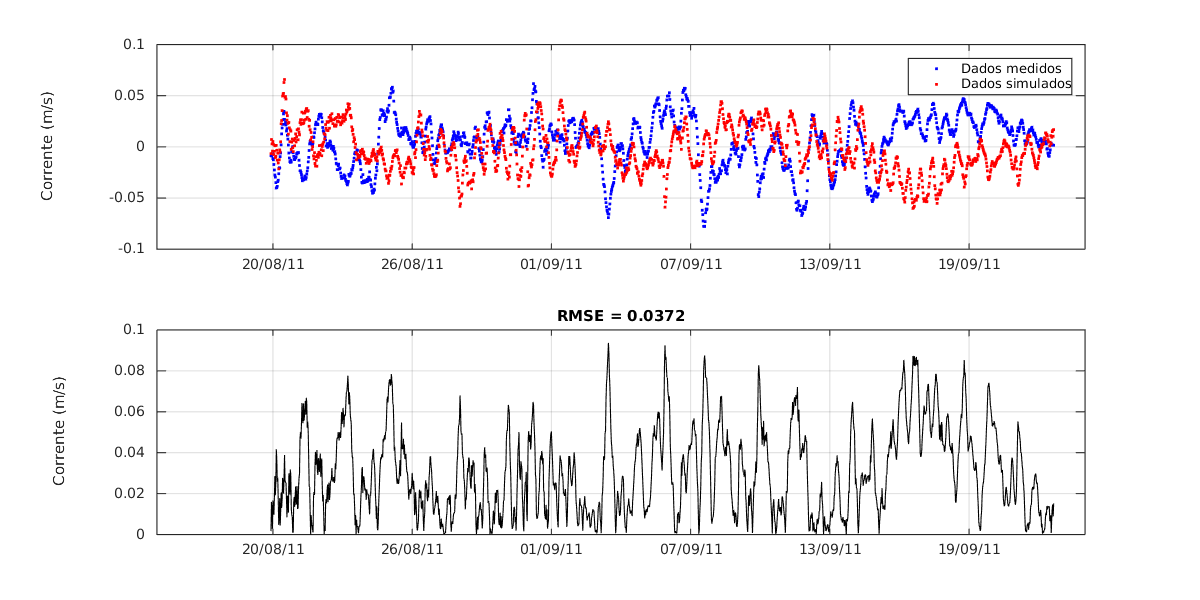 0.1
0.05
0
-0.05
-0.1
Corrente (m/s)
Dados medidos
Dados simulados
20/08/11 26/08/11 01/09/11 07/09/11 13/09/11 19/09/11
RMSE = 0.0372
0.1
0.08
0.06
0.04
0.02
0
Corrente (m/s)
20/08/11 26/08/11 01/09/11 07/09/11 13/09/11 19/09/11